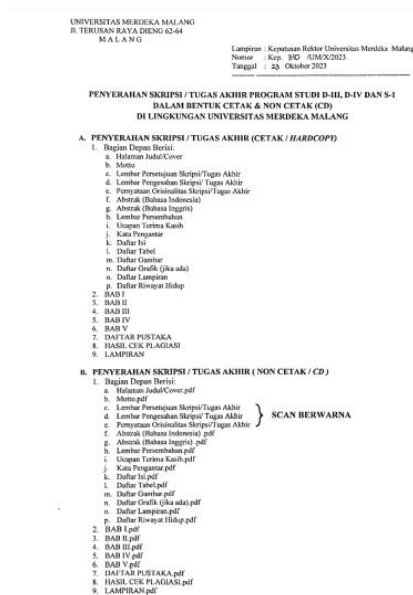 UNIVERSITAS MERDEKA MALANG
JL. TERUSAN RAYA DIENG 62-64
M A L A N G
Lampiran : Keputusan Rektor Universitas Merdeka Malang
Nomor : Kep. /UM/X/2023
Tanggal : 23 Oktober 2023
PENYERAHAN SKRIPSI / TUGAS AKHIR PROGRAM STUDI D-III, D-IV DAN S-1
DALAM BENTUK CETAK & NON CETAK (CD)
DI LINGKUNGAN UNIVERSITAS MERDEKA MALANG
A. PENYERAHAN SKRIPSI / TUGAS AKHIR (CETAK / HARDCOPY)
1. Bagian Depan Berisi:
a. Halaman Judul/Cover
b. Motto
c. Lembar Persetujuan Skripsi/Tugas Akhir
d. Lembar Pengesahan Skripsi/ Tugas Akhir
e. Pernyataan Orisinalitas Skripsi/Tugas Akhir
f. Abstrak (Bahasa Indonesia)
g. Abstrak (Bahasa Inggris)
h. Lembar Persembahan
i. Ucapan Terima Kasih
j. Kata Pengantar
k. Daftar Isi
l. Daftar Tabel
m. Daftar Gambar
n. Daftar Grafik (jika ada)
o. Daftar Lampiran
p. Daftar Riwayat Hidup
2. BAB I
3. BAB II
4. BAB III
5. BAB IV
6. BAB V
7. DAFTAR PUSTAKA
8. HASIL CEK PLAGIASI
9. LAMPIRAN
B. PENYERAHAN SKRIPSI / TUGAS AKHIR ( NON CETAK / CD )
1. Bagian Depan Berisi:
a. Halaman Judul/Cover.pdf
b. Motto.pdf
c. Lembar Persetujuan Skripsi/Tugas Akhir
d. Lembar Pengesahan Skripsi/ Tugas Akhir
e. Pernyataan Orisinalitas Skripsi/Tugas Akhir
SCAN BERWARNA
f. Abstrak (Bahasa Indonesia) .pdf
g. Abstrak (Bahasa Inggris) .pdf
h. Lembar Persembahan.pdf
i. Ucapan Terima Kasih.pdf
j. Kata Pengantar.pdf
k. Daftar Isi.pdf
l. Daftar Tabel.pdf
m. Daftar Gambar.pdf
n. Daftar Grafik (jika ada).pdf
o. Daftar Lampiran.pdf
p. Daftar Riwayat Hidup.pdf
2. BAB I.pdf
3. BAB II.pdf
4. BAB III.pdf
5. BAB IV.pdf
6. BAB V.pdf
7. DAFTAR PUSTAKA.pdf
8. HASIL CEK PLAGIASI.pdf
9. LAMPIRAN.pdf